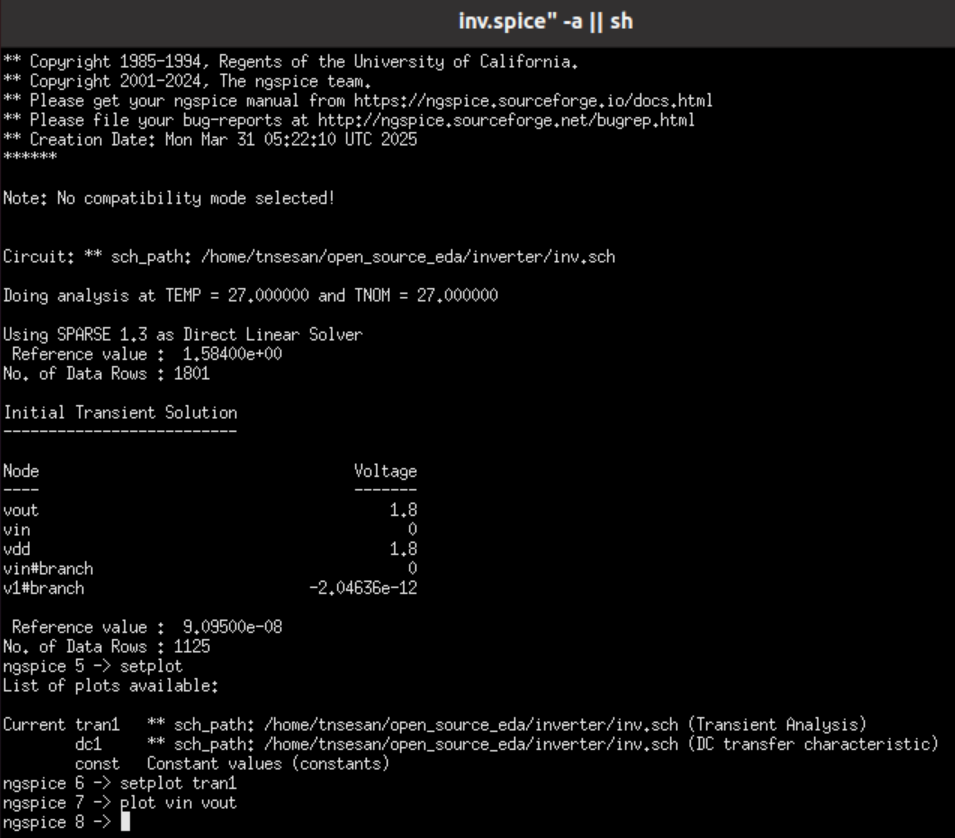 inv.spice" -a || sh
** Copyright 1985-1994, Regents of the University of California.
** Copyright 2001-2024, The ngspice team.
** Please get your ngspice manual from https://ngspice.sourceforge.io/docs.html
** Please file your bug-reports at http://ngspice.sourceforge.net/bugrep.html
** Creation Date: Mon Mar 31 05:22:10 UTC 2025
******
Note: No compatibility mode selected!
Circuit: ** sch_path: /home/tnsesan/open_source_eda/inverter/inv.sch
Doing analysis at TEMP = 27.000000 and TNOM = 27.000000
Using SPARSE 1.3 as Direct Linear Solver
Reference value : 1.58400e+00
No. of Data Rows : 1801
Initial Transient Solution
--------------------------
Node Voltage
---- -------
vout 1.8
vin 0
vdd 1.8
vin#branch 0
v1#branch -2.04636e-12
Reference value : 9.09500e-08
No. of Data Rows : 1125
ngspice 5 -> setplot
List of plots available:
Current tran1 ** sch_path: /home/tnsesan/open_source_eda/inverter/inv.sch (Transient Analysis)
dc1 ** sch_path: /home/tnsesan/open_source_eda/inverter/inv.sch (DC transfer characteristic)
const Constant values (constants)
ngspice 6 -> setplot tran1
ngspice 7 -> plot vin vout
ngspice 8 ->